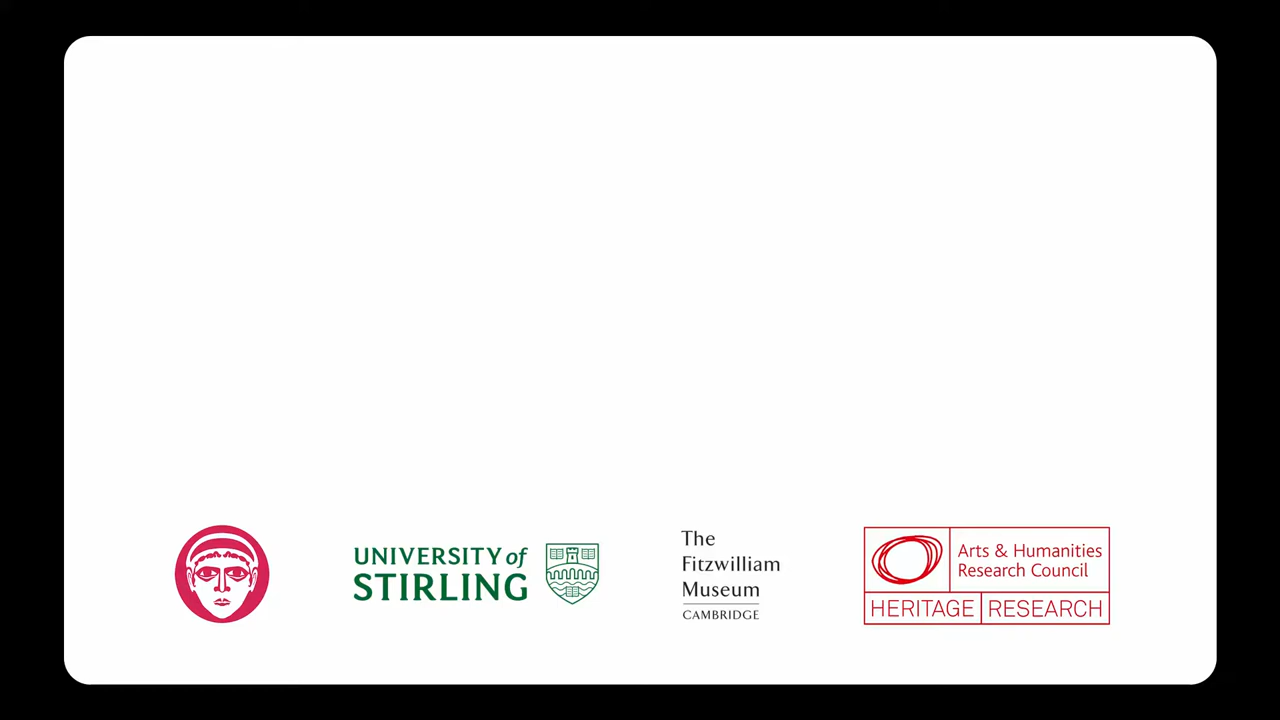 UNIVERSITY of
STIRLING
The
Fitzwilliam
Museum
CAMBRIDGE
Arts & Humanities
Research Council
HERITAGE RESEARCH